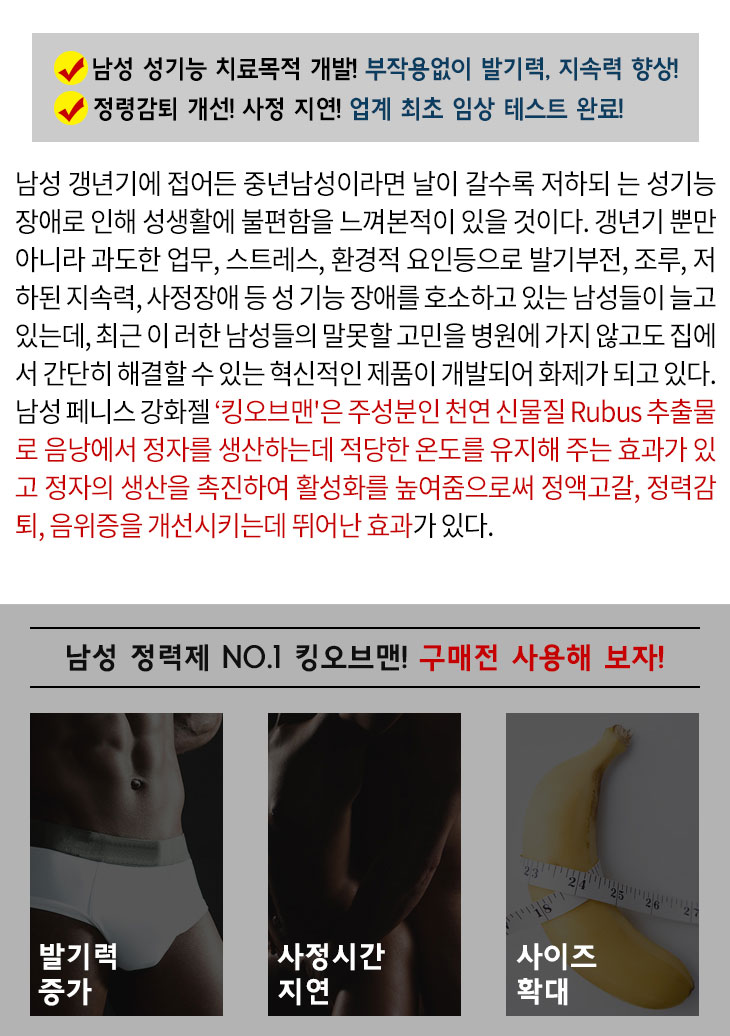 남성 성기능 치료목적 개발! 부작용없이 발기력, 지속력 향상!
정령감퇴 개선! 사정 지연! 업계 최초 임상 테스트 완료!
남성 갱년기에 접어든 중년남성이라면 날이 갈수록 저하되 는 성기능
장애로 인해 성생활에 불편함을 느껴본적이 있을 것이다. 갱년기 뿐만
아니라 과도한 업무, 스트레스, 환경적 요인등으로 발기부전, 조루, 저
하된 지속력, 사정장애 등 성 기능 장애를 호소하고 있는 남성들이 늘고
있는데, 최근 이 러한 남성들의 말못할 고민을 병원에 가지 않고도 집에
서 간단히 해결할 수 있는 혁신적인 제품이 개발되어 화제가 되고 있다.
남성 페니스 강화젤 ‘킹오브맨'은 주성분인 천연 신물질 Rubus 추출물
로 음낭에서 정자를 생산하는데 적당한 온도를 유지해 주는 효과가 있
고 정자의 생산을 촉진하여 활성화를 높여줌으로써 정액고갈, 정력감
퇴, 음위증을 개선시키는데 뛰어난 효과가 있다.
남성 정력제 NO.1 킹오브맨! 구매전 사용해 보자!
발기력
증가
사정시간
지연
23 24 25 26 27
18
사이즈
확대